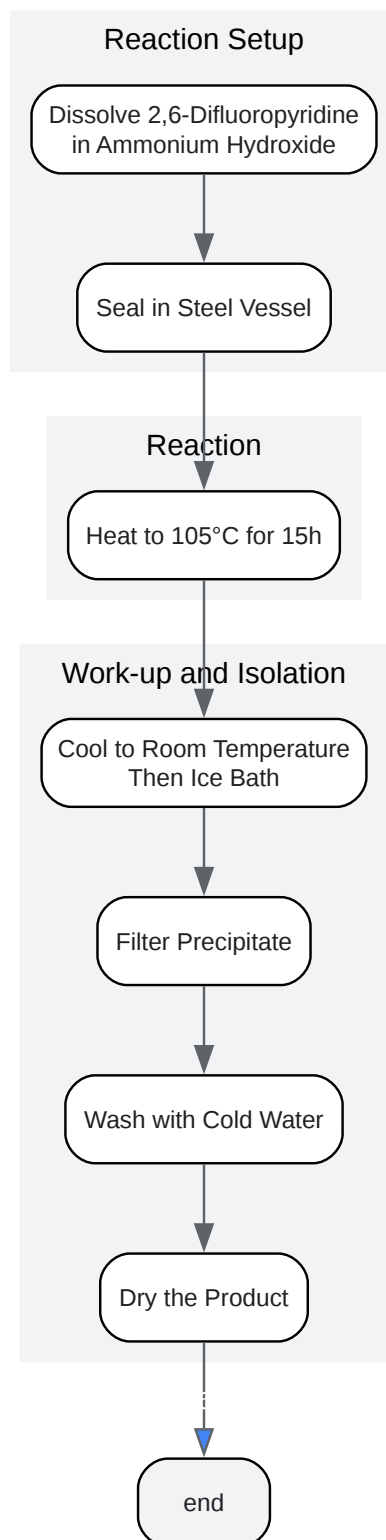 Reaction Setup
Dissolve 2,6-Difluoropyridine
in Ammonium Hydroxide
Seal in Steel Vessel
Reaction
Heat to 105°C for 15h
Work-up and Isolation
Cool to Room Temperature
Then Ice Bath
Filter Precipitate
Wash with Cold Water
Dry the Product
end